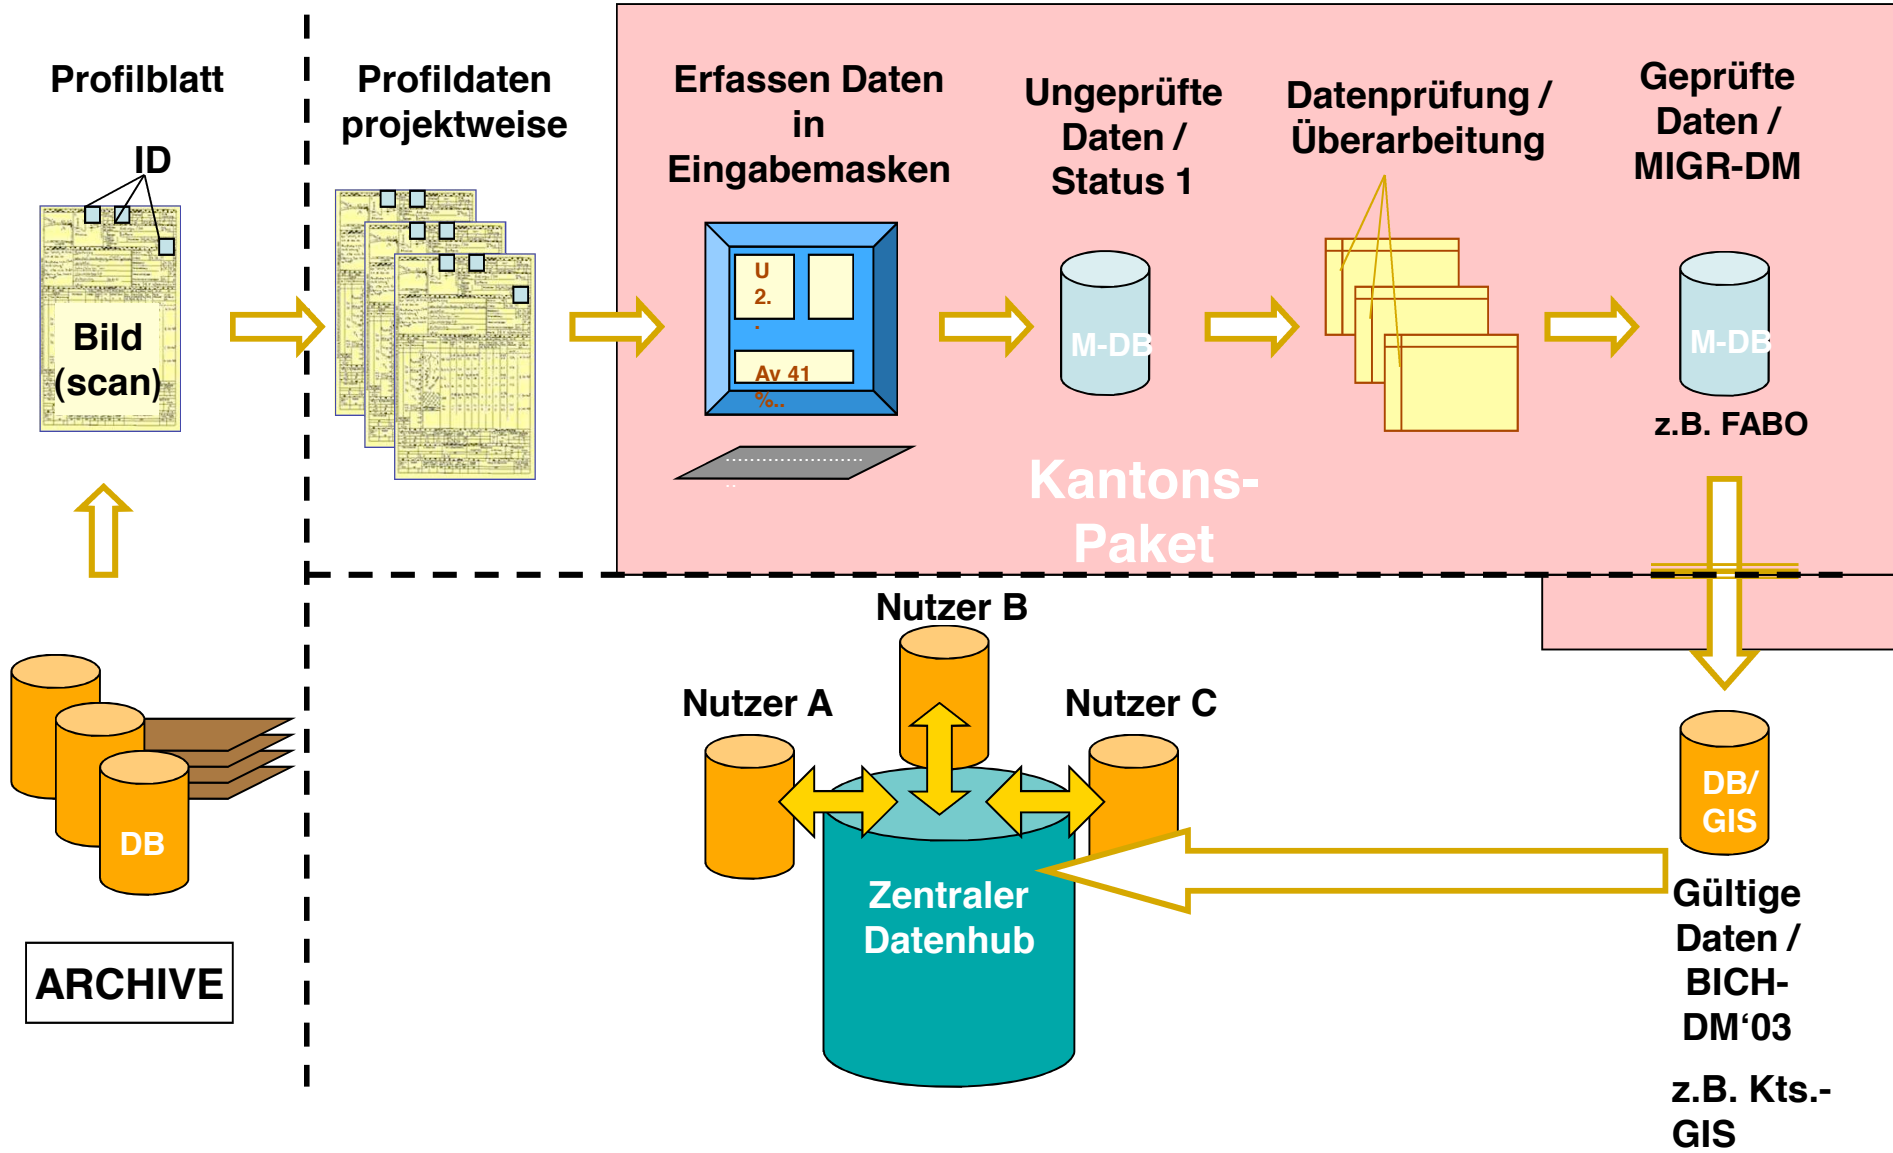 Profilblatt
ID
Bild
(scan)
DB
ARCHIVE
Profildaten
projektweise
Erfassen Daten
in
Eingabemasken
U
2.
.
Av 41
%..
Ungeprüfte
Daten /
Status 1
M-DB
Datenprüfung /
Überarbeitung
Geprüfte
Daten /
MIGR-DM
M-DB
z.B. FABO
Kantons-
Paket
Nutzer B
Nutzer A
Nutzer C
Zentraler
Datenhub
DB/
GIS
Gültige
Daten /
BICH-
DM‘03
z.B. Kts.-
GIS